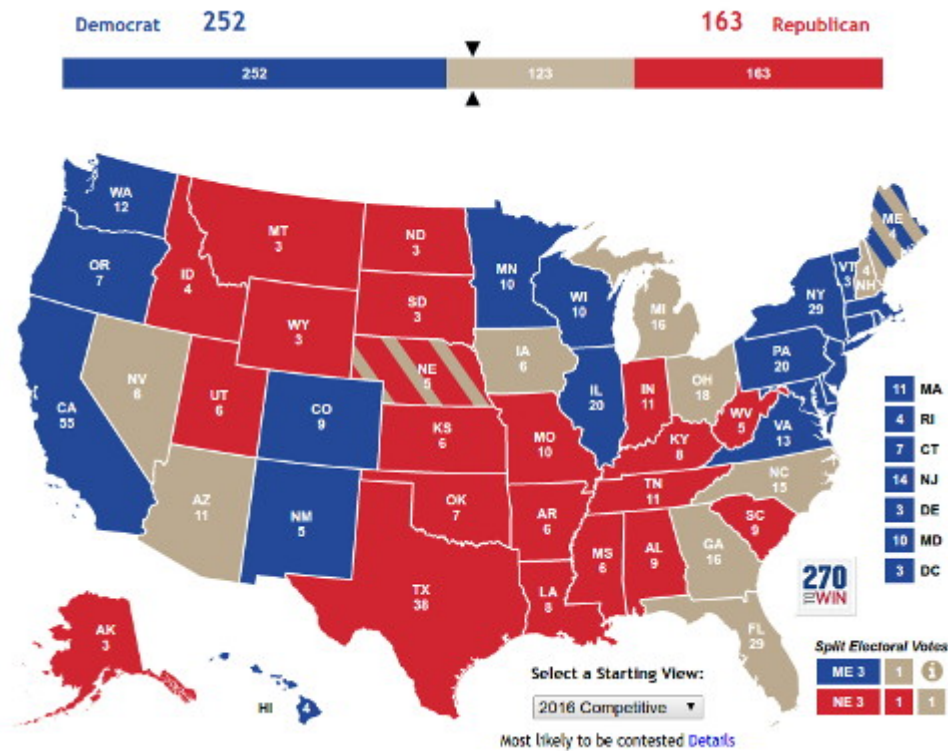 Democrat 252 163 Republican
252 123 163
WA
12
OR
7
CA
55
NV
6
ID
4
MT
3
WY
3
UT
6
AZ
11
CO
9
NM
5
ND
3
SD
3
NE
5
KS
6
OK
7
TX
38
MN
10
IA
6
MO
10
AR
6
LA
8
WI
10
IL
20
MI
16
IN
11
OH
18
KY
8
TN
11
MS
6
AL
9
GA
16
FL
29
SC
9
NC
15
VA
13
WV
5
PA
20
NY
29
VT
3
4
NH
ME
4
AK
3
HI 4
11 MA
4 RI
7 CT
14 NJ
3 DE
10 MD
3 DC
270
TO WIN
Split Electoral Votes
ME 3 1 i
NE 3 1 1
Select a Starting View:
2016 Competitive
Most likely to be contested Details